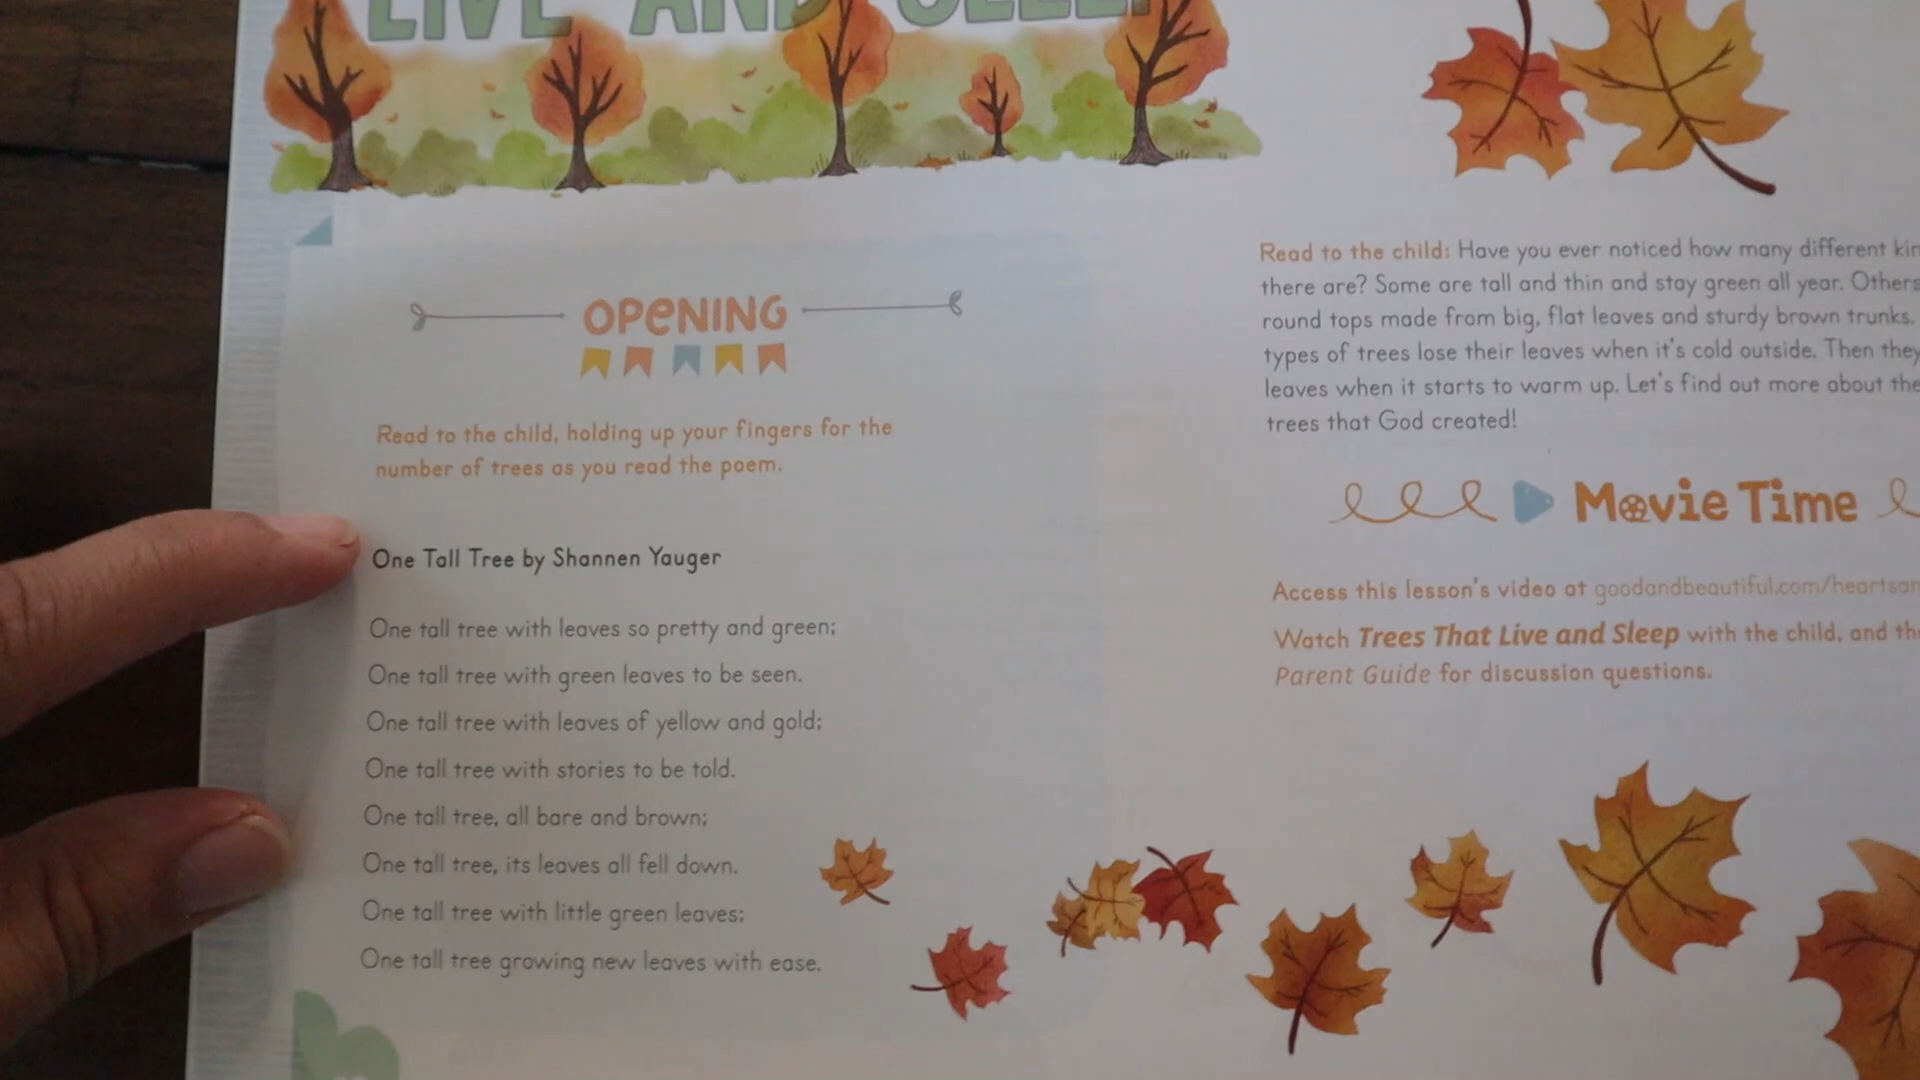 LIVE AND SLEEP
OPENING
Read to the child, holding up your fingers for the
number of trees as you read the poem.
One Tall Tree by Shannen Yauger
One tall tree with leaves so pretty and green;
One tall tree with green leaves to be seen.
One tall tree with leaves of yellow and gold;
One tall tree with stories to be told.
One tall tree, all bare and brown;
One tall tree, its leaves all fell down.
One tall tree with little green leaves;
One tall tree growing new leaves with ease.
Read to the child: Have you ever noticed how many different
there are? Some are tall and thin and stay green all year. Others
round tops made from big, flat leaves and sturdy brown trunks.
types of trees lose their leaves when it's cold outside. Then they
leaves when it starts to warm up. Let's find out more about the
trees that God created!
Movie Time
Access this lesson's video at
Watch Trees That Live and Sleep with the child, and
Parent Guide for discussion questions.